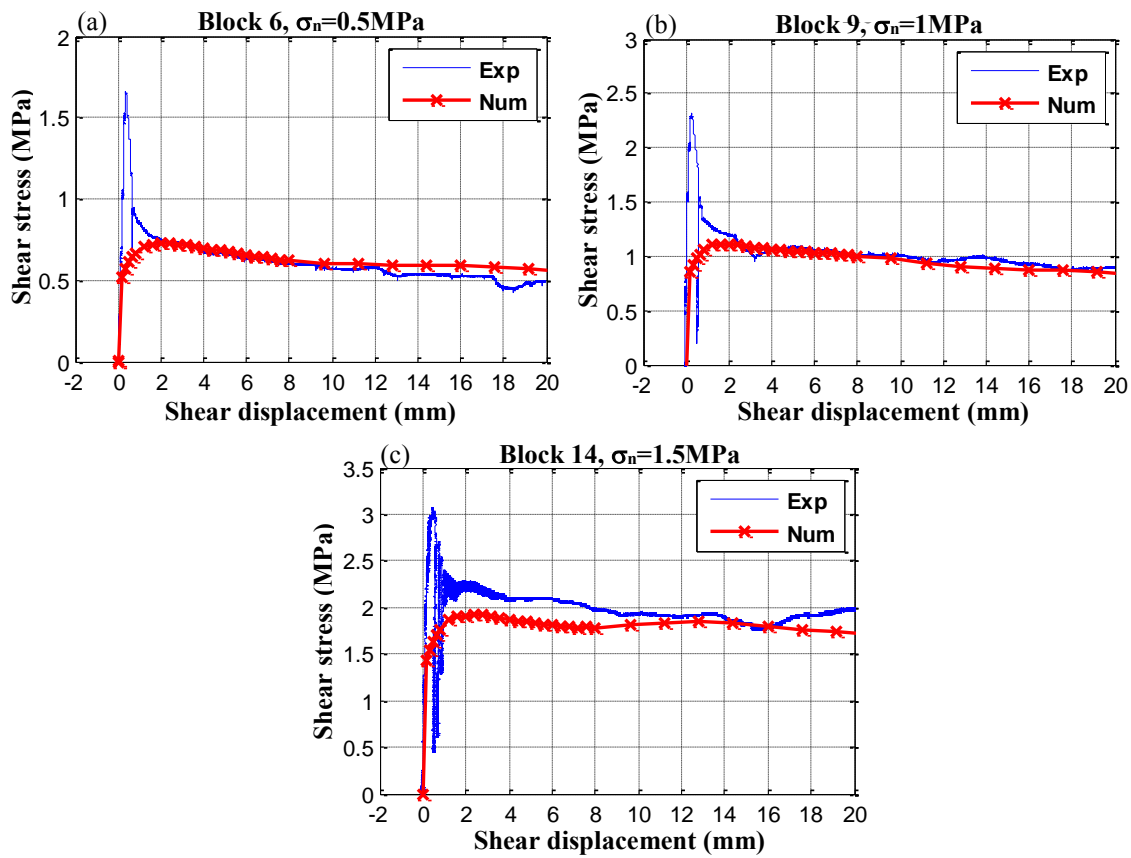 (a)
Block 6, σn=0.5MPa
2
1.5
1
0.5
0
Shear stress (MPa)
Exp
Num
-2 0 2 4 6 8 10 12 14 16 18 20
Shear displacement (mm)
(b)
Block 9, σn=1MPa
3
2.5
2
1.5
1
0.5
0
Shear stress (MPa)
Exp
Num
-2 0 2 4 6 8 10 12 14 16 18 20
Shear displacement (mm)
(c)
Block 14, σn=1.5MPa
3.5
3
2.5
2
1.5
1
0.5
0
Shear stress (MPa)
Exp
Num
-2 0 2 4 6 8 10 12 14 16 18 20
Shear displacement (mm)